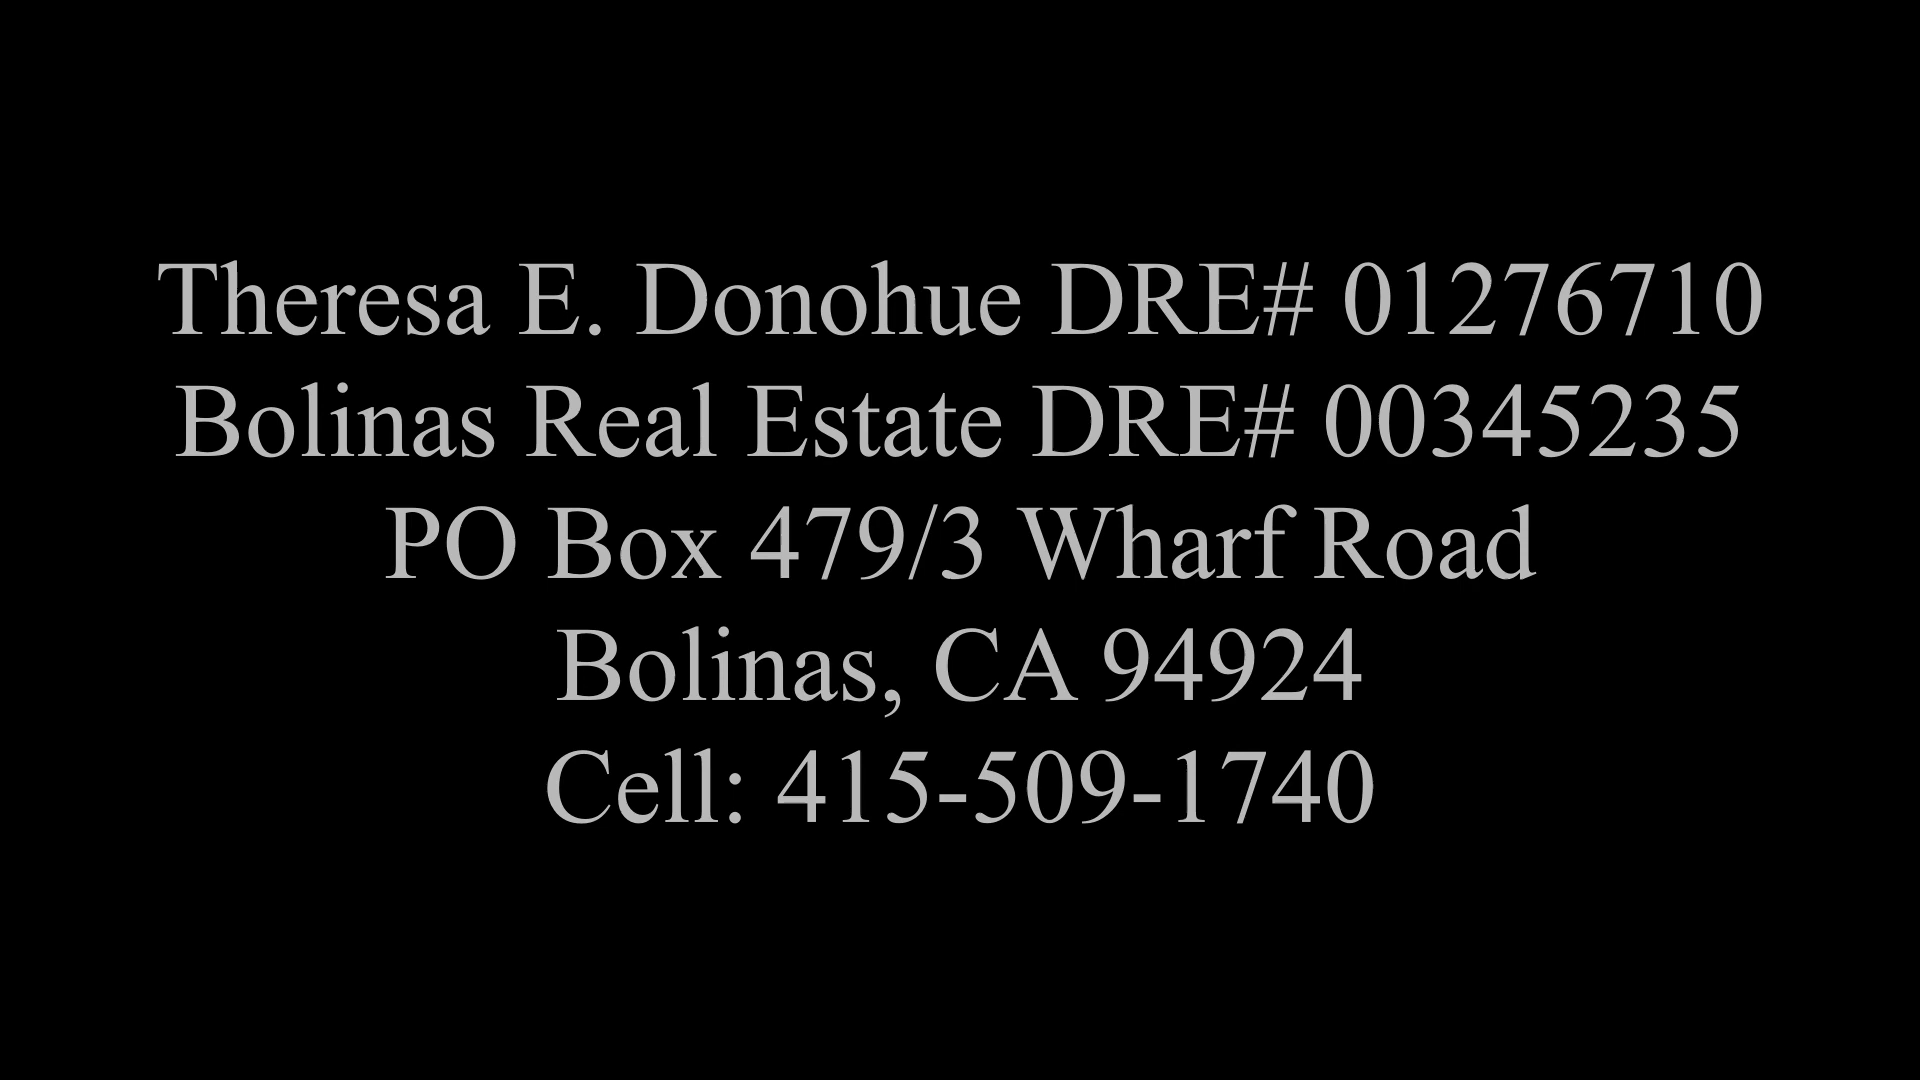 Theresa E. Donohue DRE# 01276710
Bolinas Real Estate DRE# 00345235
PO Box 479/3 Wharf Road
Bolinas, CA 94924
Cell: 415-509-1740